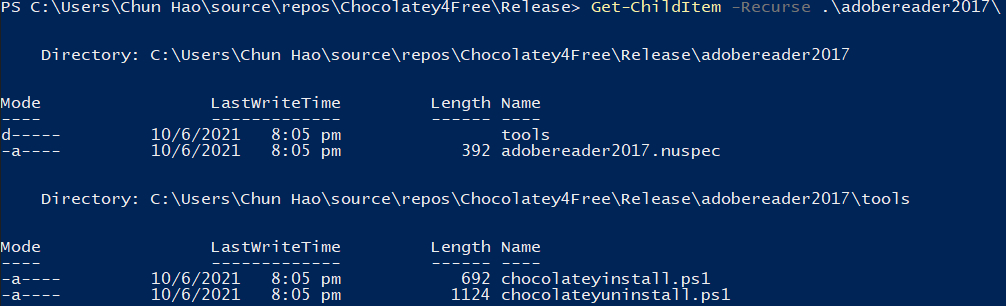 PS C:\Users\Chun Hao\source\repos\Chocolatey4Free\Release> Get-ChildItem -Recurse .\adobereader2017\
Directory: C:\Users\Chun Hao\source\repos\Chocolatey4Free\Release\adobereader2017
Mode                LastWriteTime         Length Name
----                -------------         ------ ----
d-----        10/6/2021   8:05 pm                tools
-a----        10/6/2021   8:05 pm            392 adobereader2017.nuspec
Directory: C:\Users\Chun Hao\source\repos\Chocolatey4Free\Release\adobereader2017\tools
Mode                LastWriteTime         Length Name
----                -------------         ------ ----
-a----        10/6/2021   8:05 pm            692 chocolateyinstall.ps1
-a----        10/6/2021   8:05 pm           1124 chocolateyuninstall.ps1